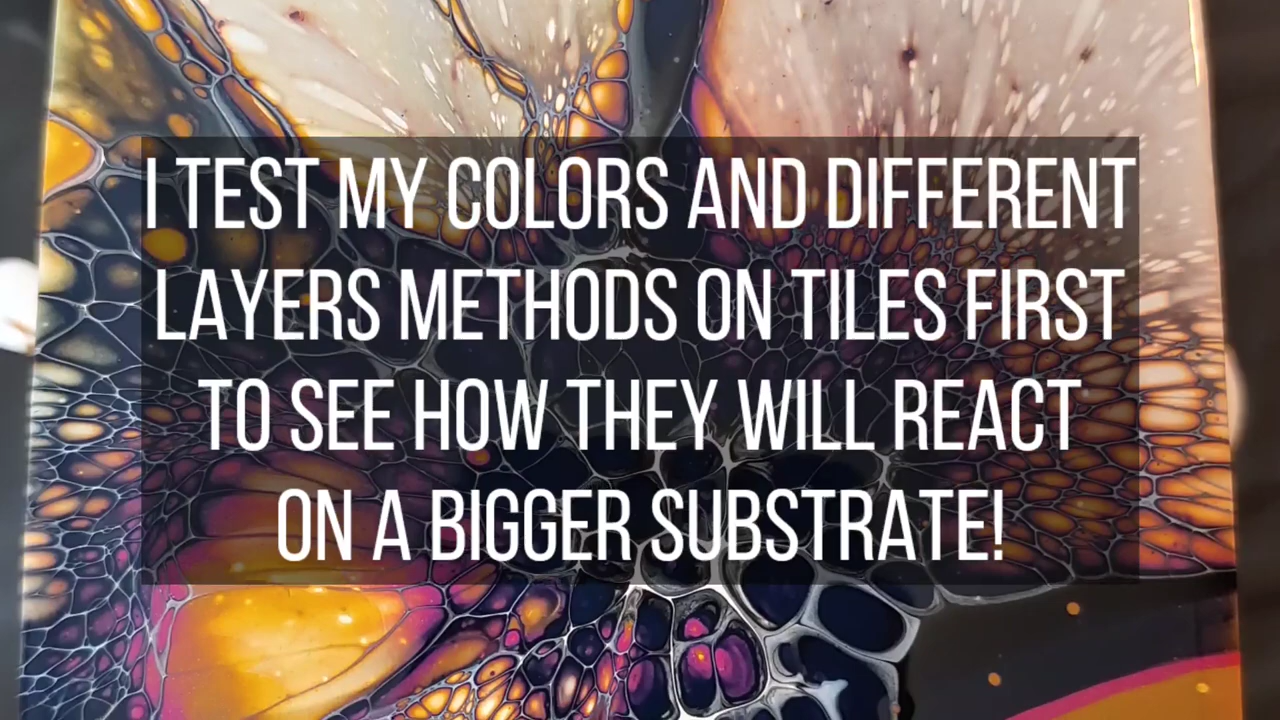 I TEST MY COLORS AND DIFFERENT
LAYERS METHODS ON TILES FIRST
TO SEE HOW THEY WILL REACT
ON A BIGGER SUBSTRATE!